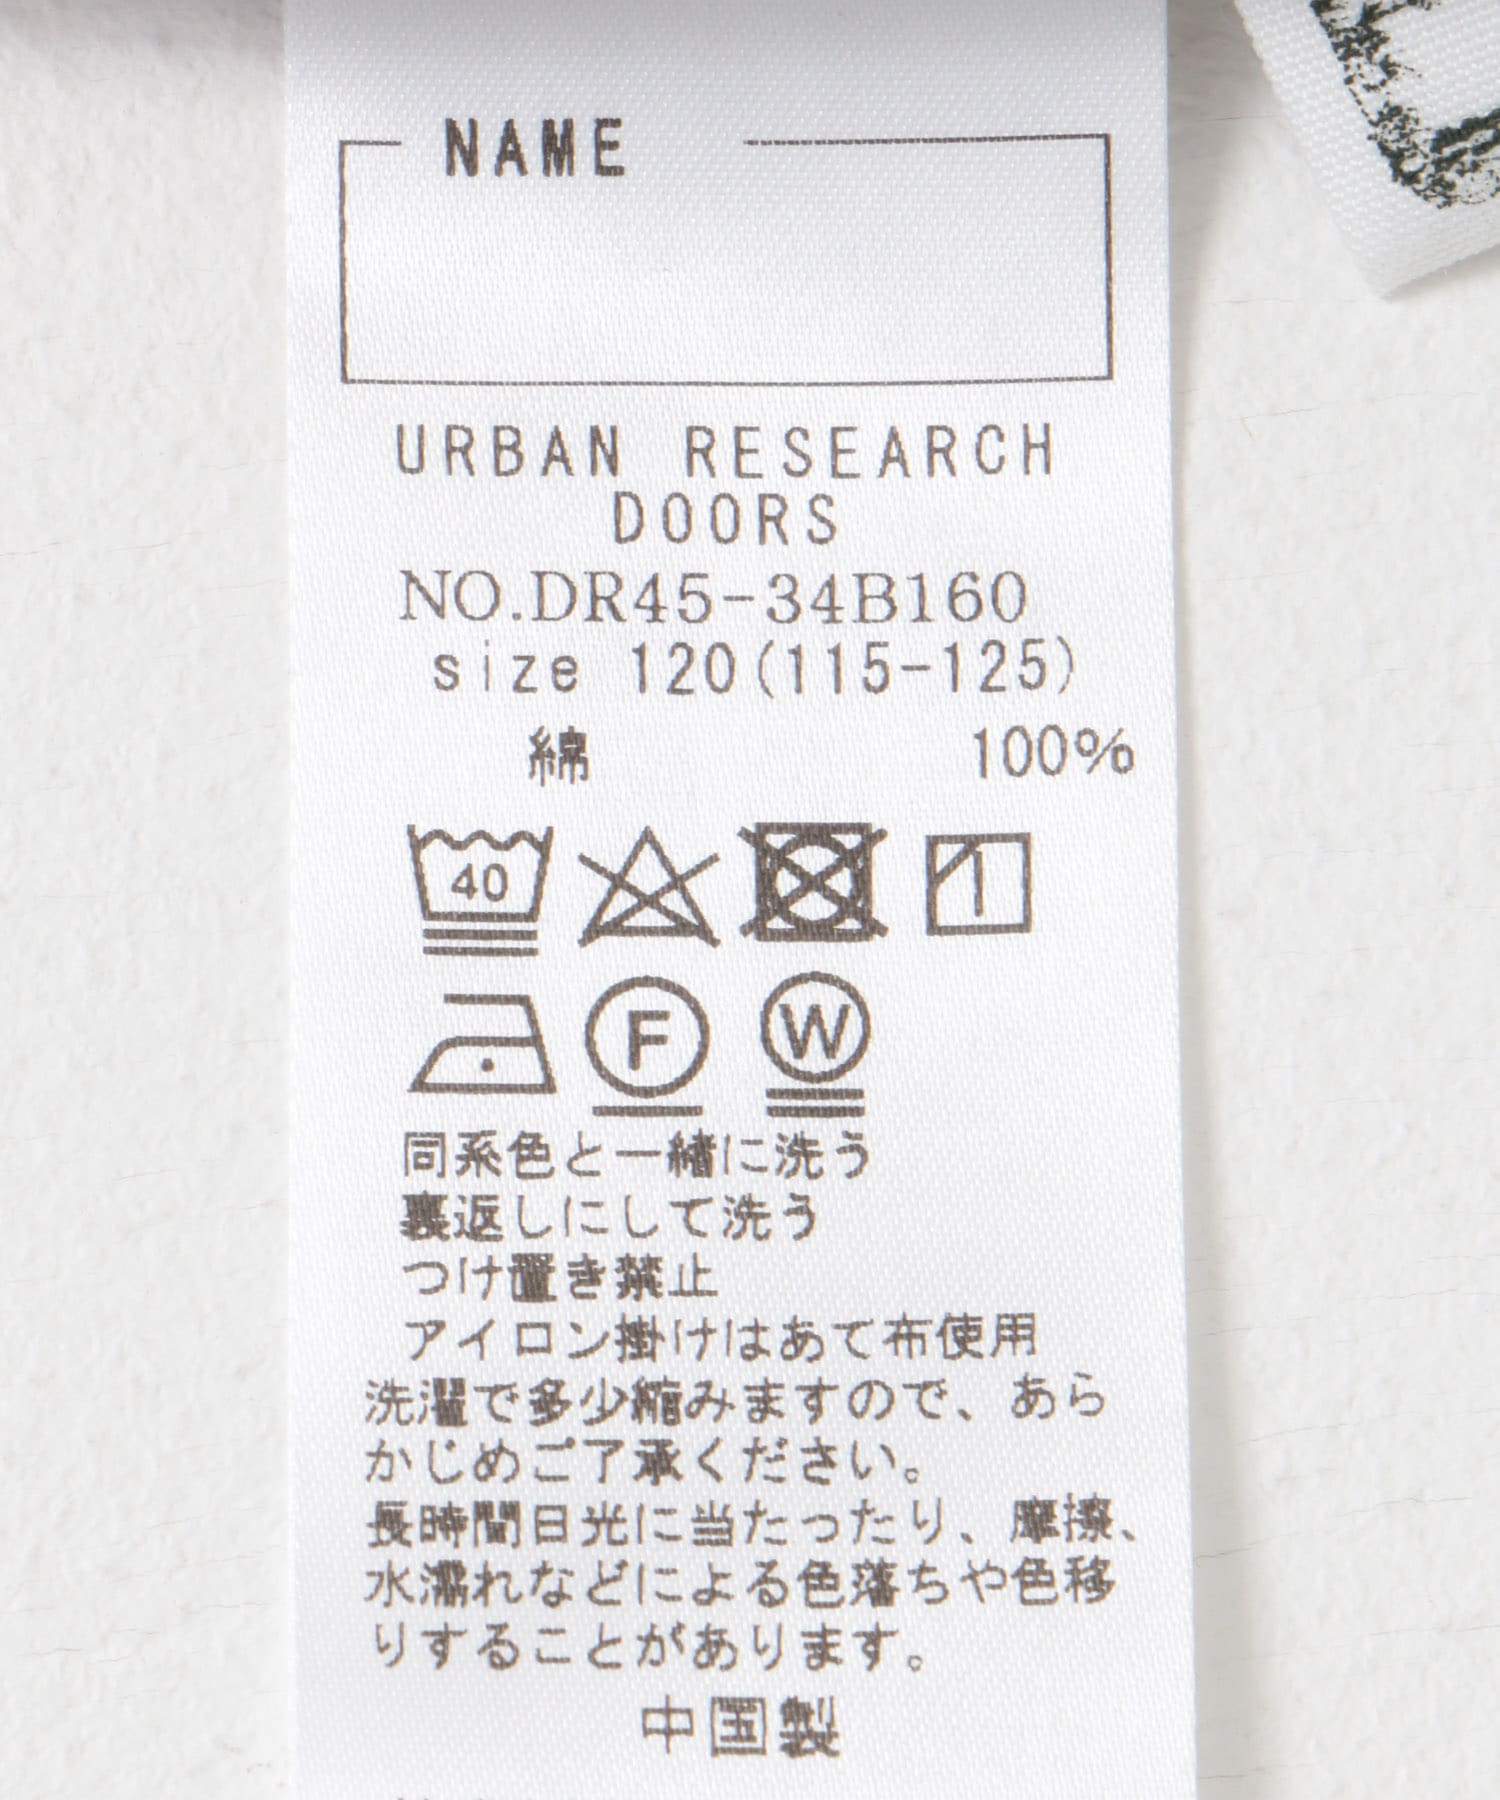 NAME
URBAN RESEARCH
DOORS
NO.DR45-34B160
size 120(115-125)
綿 100%
40
F
W
同系色と一緒に洗う
裏返しにして洗う
つけ置き禁止
アイロン掛けはあて布使用
洗濯で多少縮みますので、あら
かじめご了承ください。
長時間日光に当たったり、摩擦、
水濡れなどによる色落ちや色移
りすることがあります。
中国製